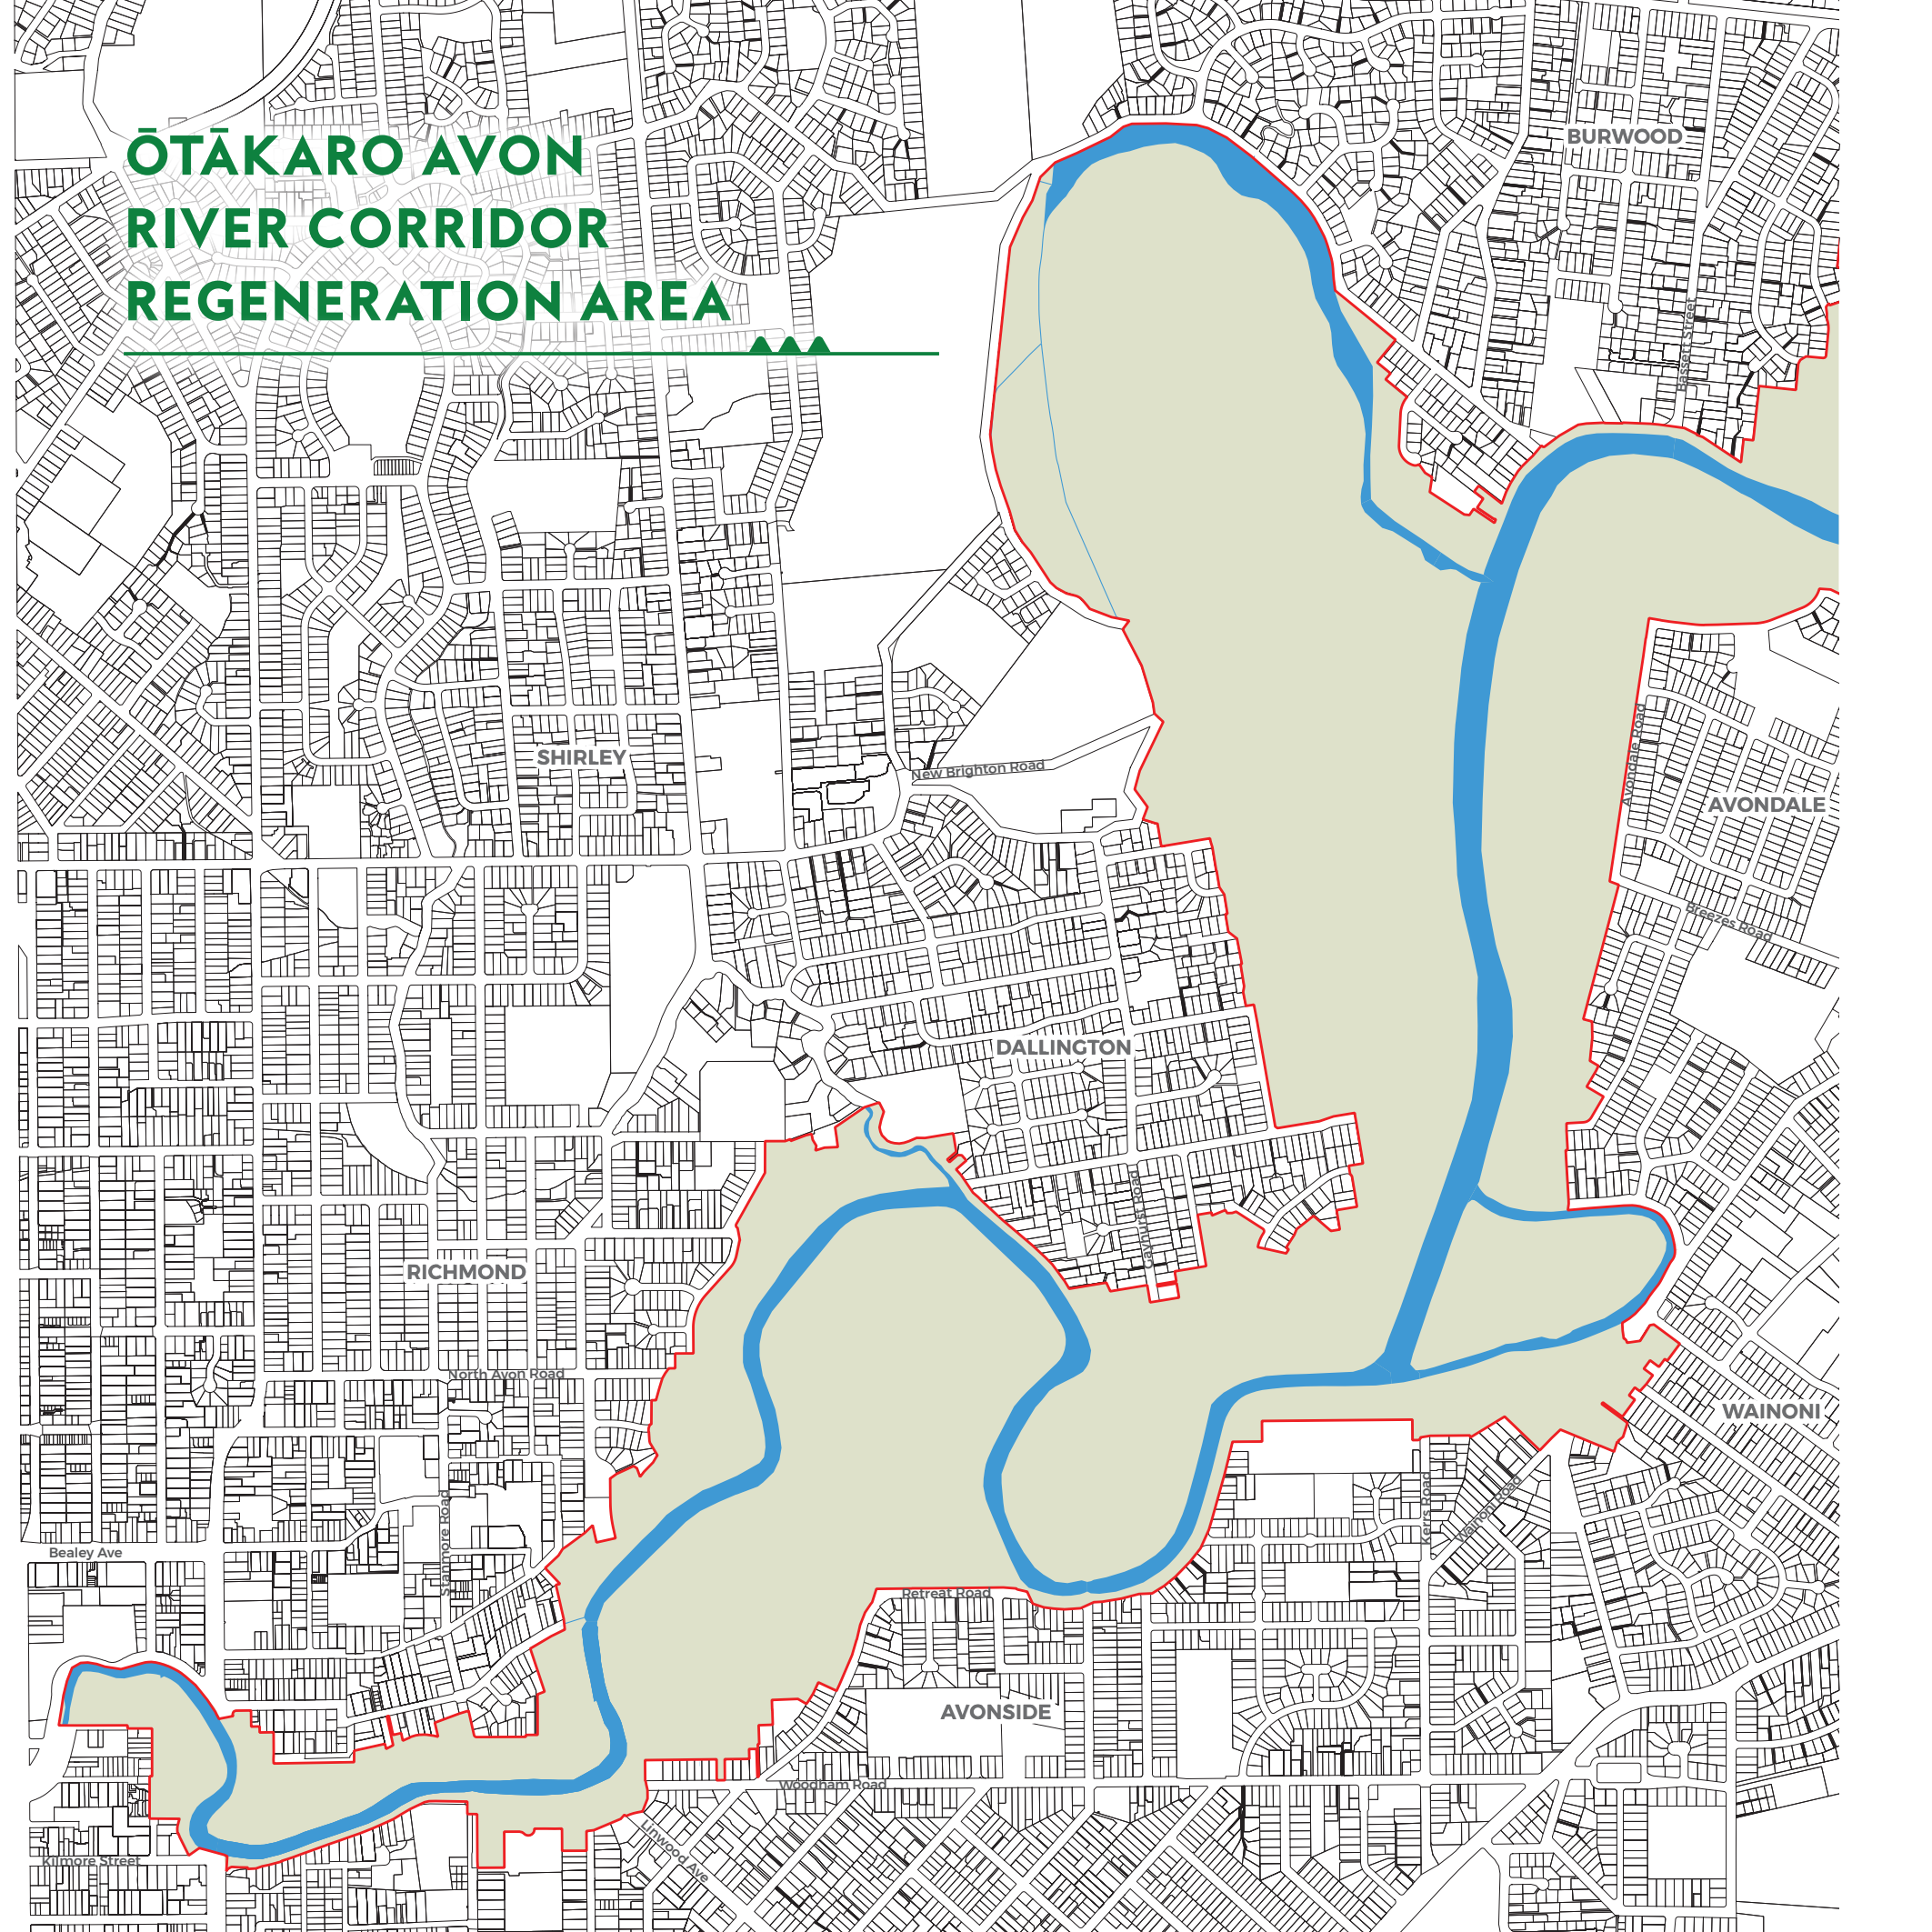 ŌTĀKARO AVON
RIVER CORRIDOR
REGENERATION AREA
BURWOOD
Bassett Street
SHIRLEY
New Brighton Road
Avondale Road
AVONDALE
Breezes Road
DALLINGTON
Gayhurst Road
RICHMOND
North Avon Road
WAINONI
Stanmore Road
Kerrs Road
Wainoni Road
Bealey Ave
Retreat Road
AVONSIDE
Woodham Road
Linwood Ave
Kilmore Street